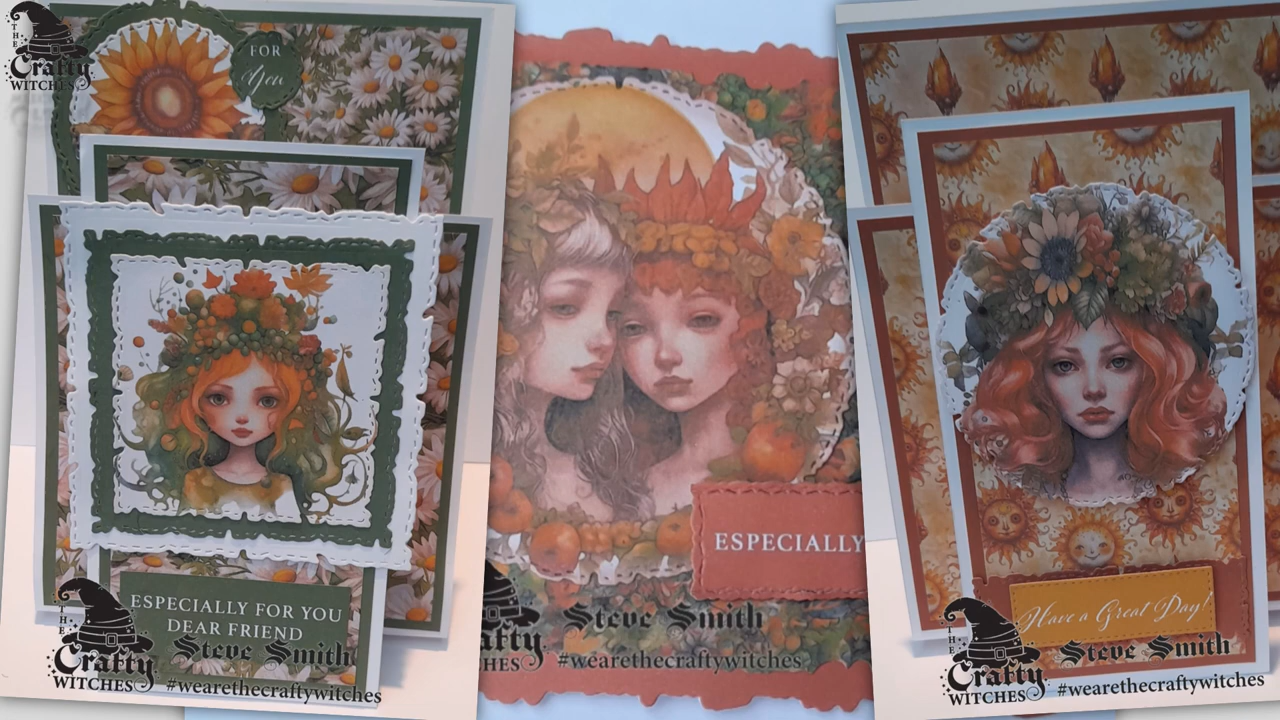 THE
Crafty
WITCHES
FOR
You
ESPECIALLY FOR YOU
DEAR FRIEND
THE
Crafty
WITCHES
Steve Smith
#wearethecraftywitches
ESPECIALLY
Crafty
WITCHES
Steve Smith
#wearethecraftywitches
Have a Great Day!
THE
Crafty
WITCHES
Steve Smith
#wearethecraftywitches